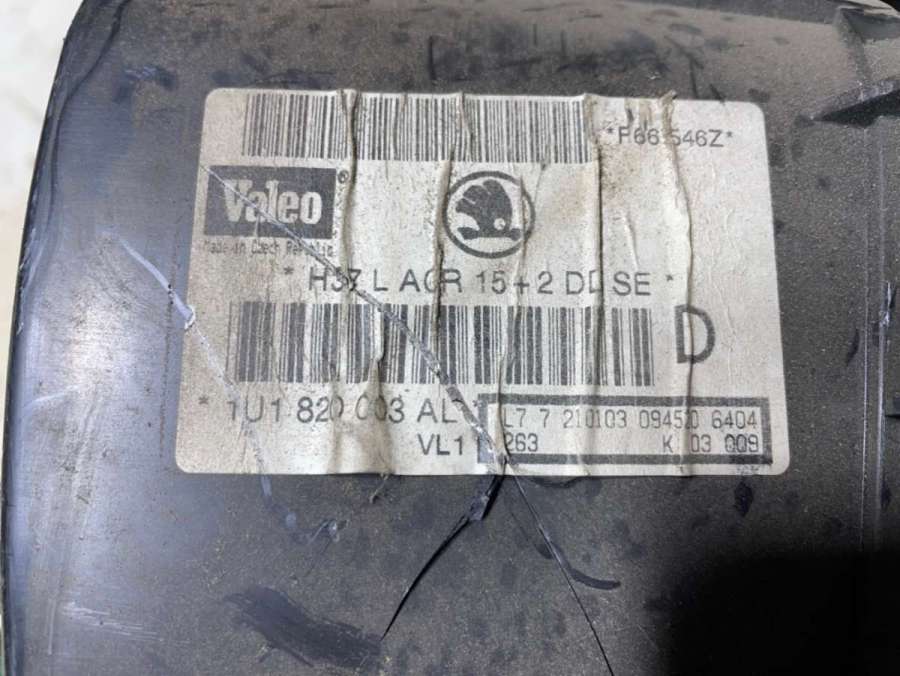 *F66 546Z*
Valeo ®
Made in Czech Republic
* H37 L ACR 15+2 DL SE *
D
* 1U1 820 003 AL *
VL1
L7 7 210103 094520 6404
263 K 03 009